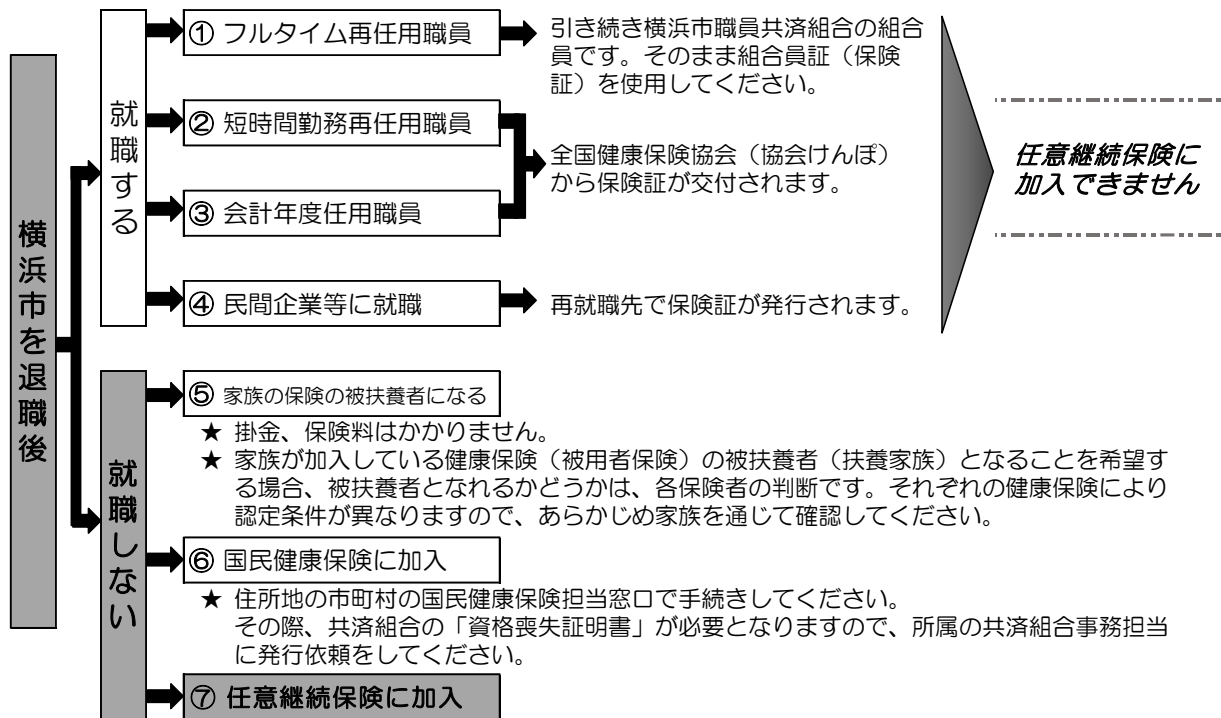 横浜市を退職後
就職する
① フルタイム再任用職員
引き続き横浜市職員共済組合の組合
員です。そのまま組合員証（保険
証）を使用してください。
② 短時間勤務再任用職員
③ 会計年度任用職員
全国健康保険協会（協会けんぽ）
から保険証が交付されます。
④ 民間企業等に就職
再就職先で保険証が発行されます。
任意継続保険に
加入できません
就職しない
⑤ 家族の保険の被扶養者になる
★ 掛金、保険料はかかりません。
★ 家族が加入している健康保険（被用者保険）の被扶養者（扶養家族）となることを希望す
る場合、被扶養者となれるかどうかは、各保険者の判断です。それぞれの健康保険により
認定条件が異なりますので、あらかじめ家族を通じて確認してください。
⑥ 国民健康保険に加入
★ 住所地の市町村の国民健康保険担当窓口で手続きしてください。
その際、共済組合の「資格喪失証明書」が必要となりますので、所属の共済組合事務担当
に発行依頼をしてください。
⑦ 任意継続保険に加入